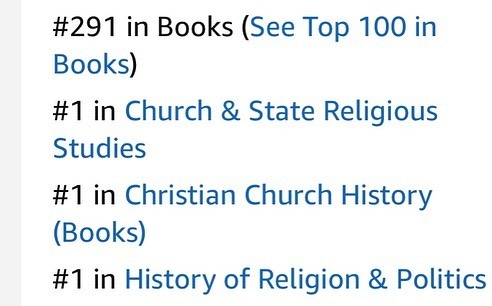 #291 in Books (See Top 100 in
Books)
#1 in Church & State Religious
Studies
#1 in Christian Church History
(Books)
#1 in History of Religion & Politics